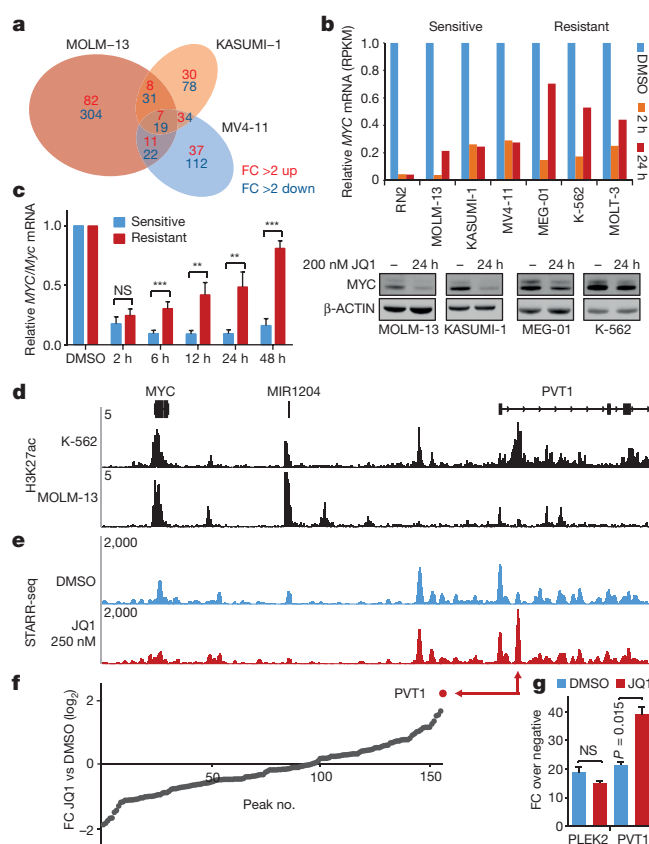 a
MOLM–13
KASUMI–1
82
304
8
31
30
78
7
19
34
11
22
MV4-11
37
112
FC >2 up
FC >2 down
b
Sensitive
Resistant
Relative MYC mRNA (RPKM)
1.0
0.8
0.6
0.4
0.2
0
RN2
MOLM-13
KASUMI-1
MV4-11
MEG-01
K-562
MOLT-3
DMSO
2 h
24 h
200 nM JQ1
– 24 h – 24 h – 24 h – 24 h
MYC
β-ACTIN
MOLM-13 KASUMI-1 MEG-01 K-562
c
Relative MYC/Myc mRNA
Sensitive
Resistant
1.0
0.5
0
NS
***
**
**
***
DMSO 2 h 6 h 12 h 24 h 48 h
d
MYC
MIR1204
PVT1
H3K27ac
5
K-562
5
MOLM-13
e
STARR-seq
2,000
DMSO
2,000
JQ1
250 nM
f
FC JQ1 vs DMSO (log2)
2
0
–2
50
100
150
Peak no.
PVT1
g
DMSO JQ1
FC over negative
40
30
20
10
0
NS
P = 0.015
PLEK2 PVT1